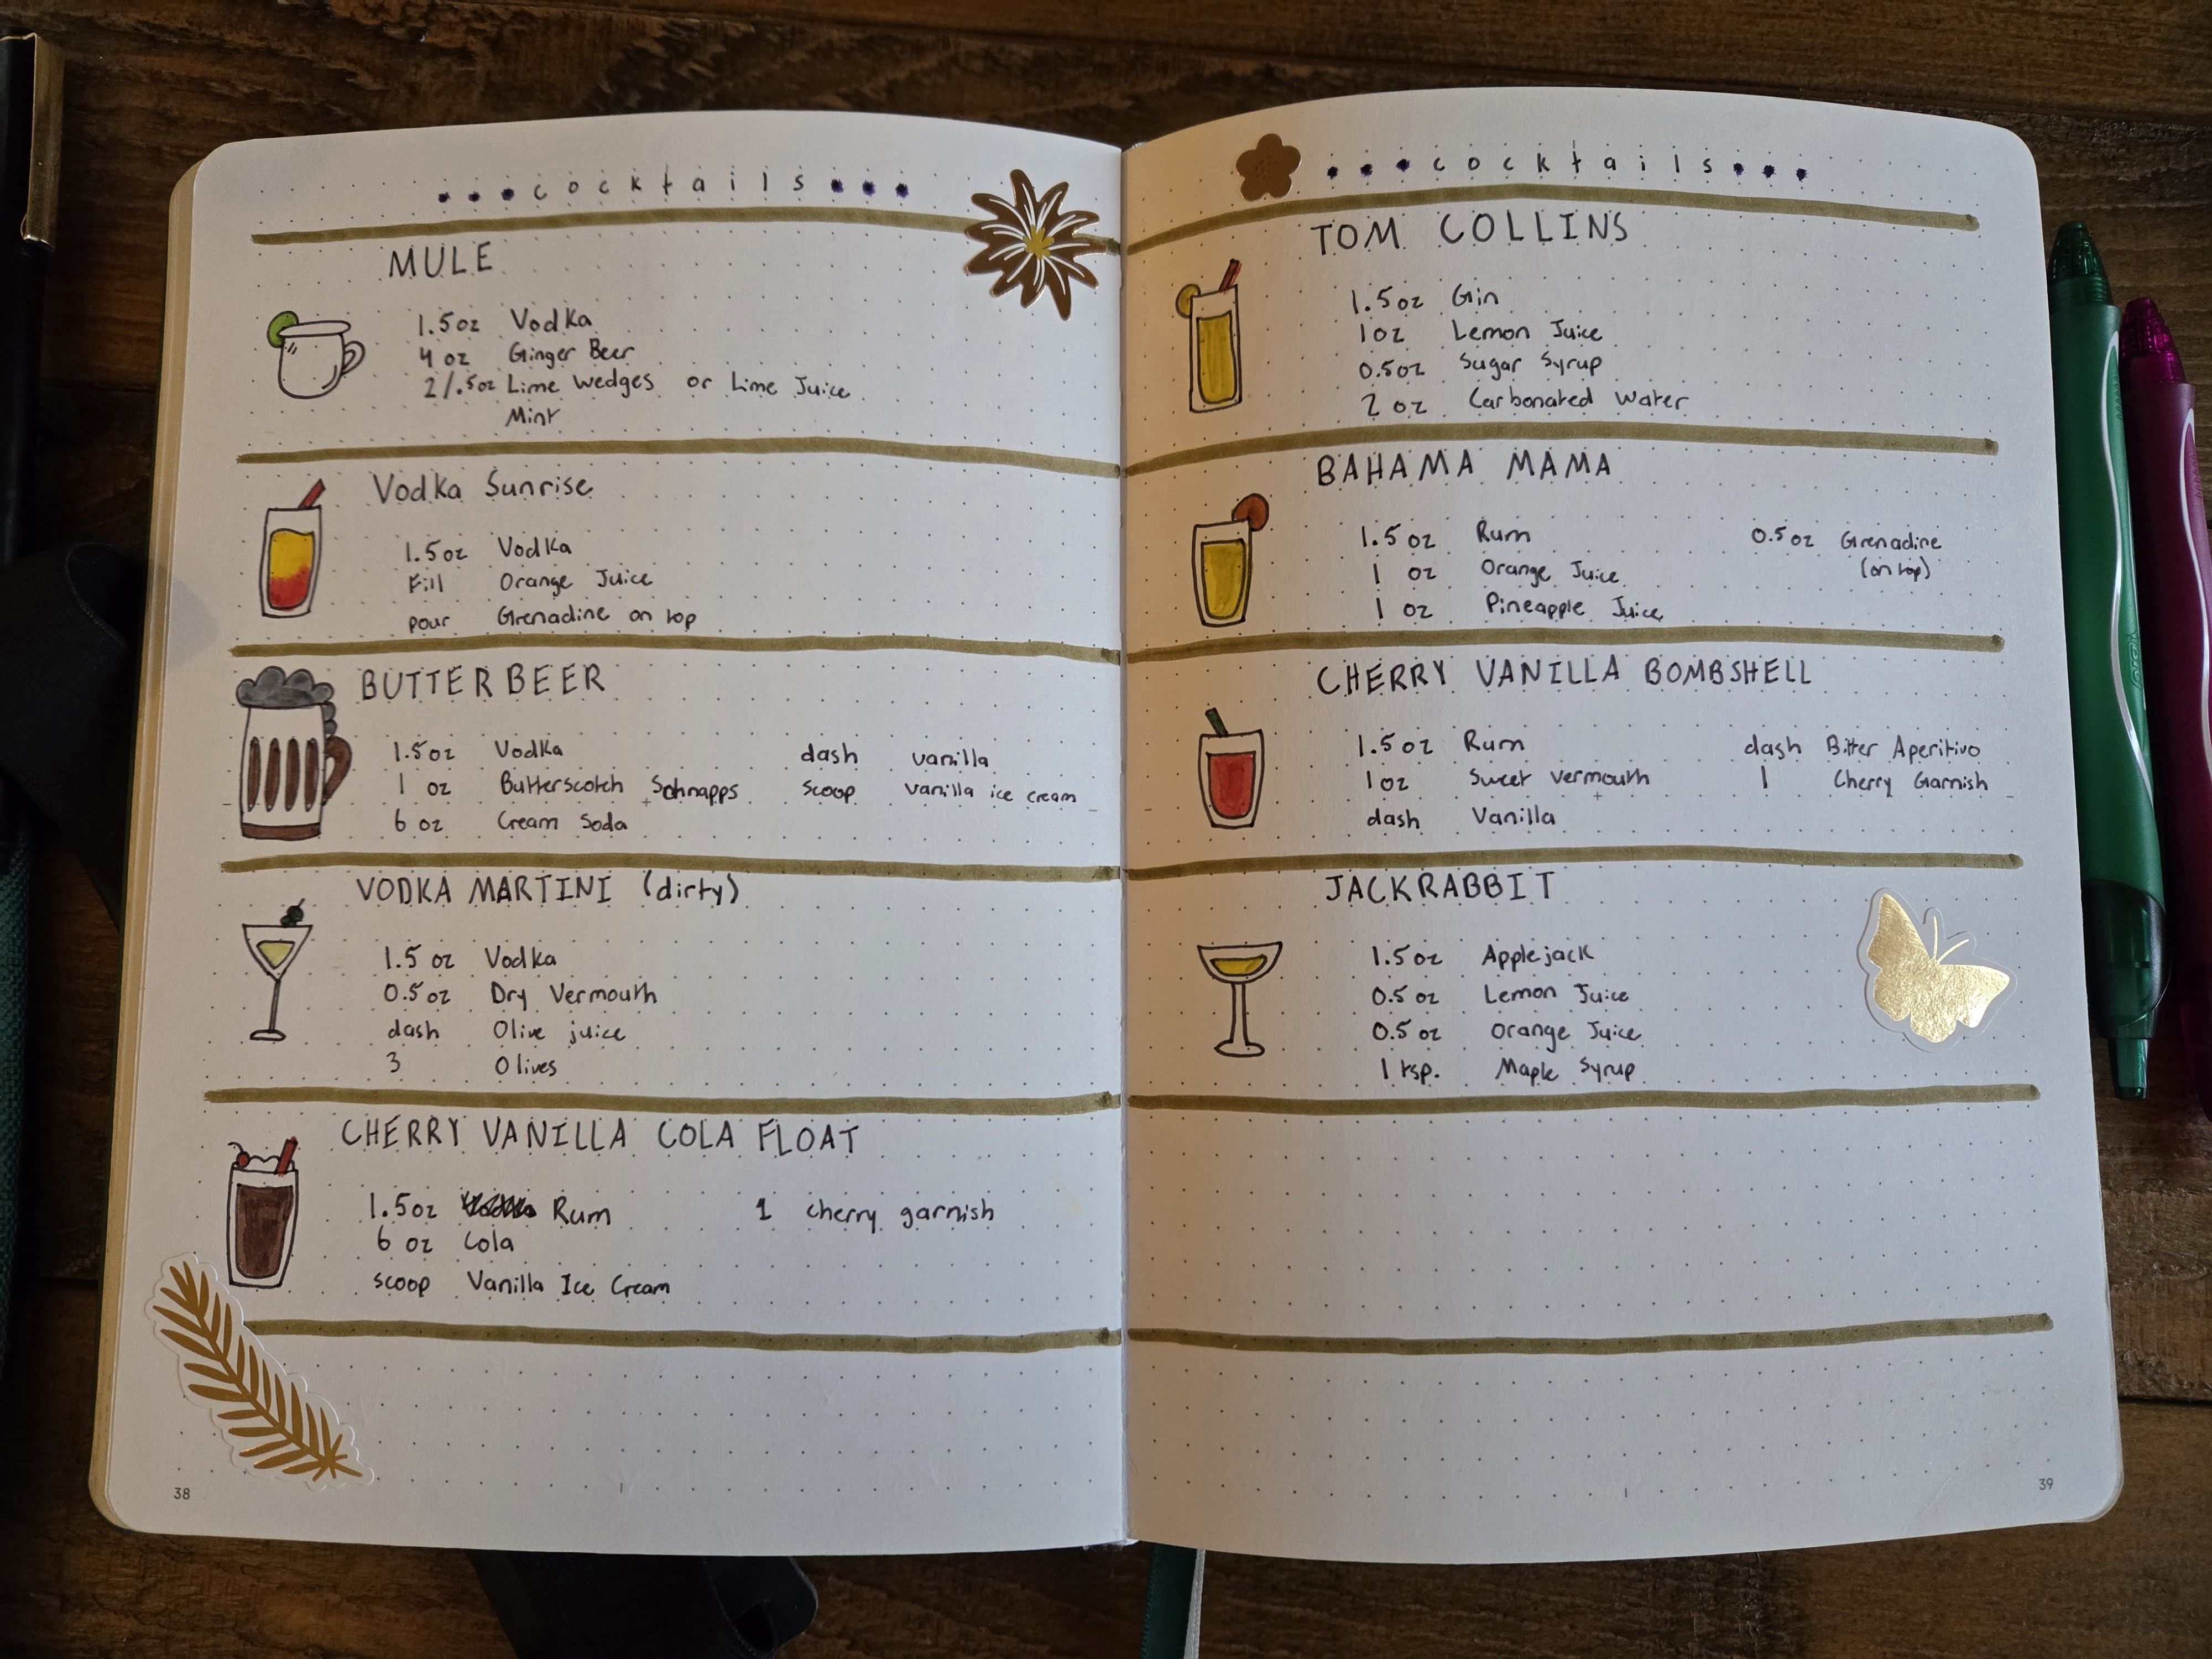 cocktails
MULE
1.5oz Vodka
4 oz Ginger Beer
2/.5oz Lime Wedges or Lime Juice
Mint
Vodka Sunrise
1.5oz Vodka
Fill Orange Juice
pour Grenadine on top
BUTTERBEER
1.5oz Vodka
1 oz Butterscotch Schnapps
6 oz Cream Soda
dash vanilla
scoop vanilla ice cream
VODKA MARTINI (dirty)
1.5 oz Vodka
0.5oz Dry Vermouth
dash Olive juice
3 Olives
CHERRY VANILLA COLA FLOAT
1.5oz Rum
6 oz Cola
scoop Vanilla Ice Cream
1 cherry garnish
38
cocktails
TOM COLLINS
1.5oz Gin
1oz Lemon Juice
0.5oz Sugar Syrup
2 oz Carbonated Water
BAHAMA MAMA
1.5 oz Rum
1 oz Orange Juice
1 oz Pineapple Juice
0.5oz Grenadine
(on top)
CHERRY VANILLA BOMBSHELL
1.5oz Rum
1oz Sweet Vermouth
dash Vanilla
dash Bitter Aperitivo
1 Cherry Garnish
JACKRABBIT
1.5oz Applejack
0.5 oz Lemon Juice
0.5 oz Orange Juice
1 tsp. Maple Syrup
39